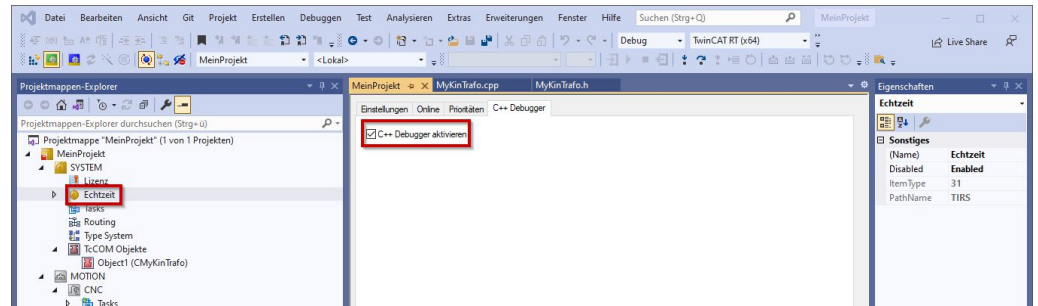 Datei Bearbeiten Ansicht Git Projekt Erstellen Debuggen Test Analysieren Extras Erweiterungen Fenster Hilfe Suchen (Strg+Q) MeinProjekt
Debug TwinCAT RT (x64) Live Share
MeinProjekt <Lokal>
Projektmappen-Explorer
Projektmappen-Explorer durchsuchen (Strg+ü)
Projektmappe "MeinProjekt" (1 von 1 Projekten)
MeinProjekt
SYSTEM
Lizenz
Echtzeit
Tasks
Routing
Type System
TcCOM Objekte
Object1 (CMyKinTrafo)
MOTION
CNC
Tasks
MeinProjekt MyKinTrafo.cpp MyKinTrafo.h
Einstellungen Online Prioritäten C++ Debugger
C++ Debugger aktivieren
Eigenschaften
Echtzeit
Sonstiges
(Name) Echtzeit
Disabled Enabled
ItemType 31
PathName TIRS